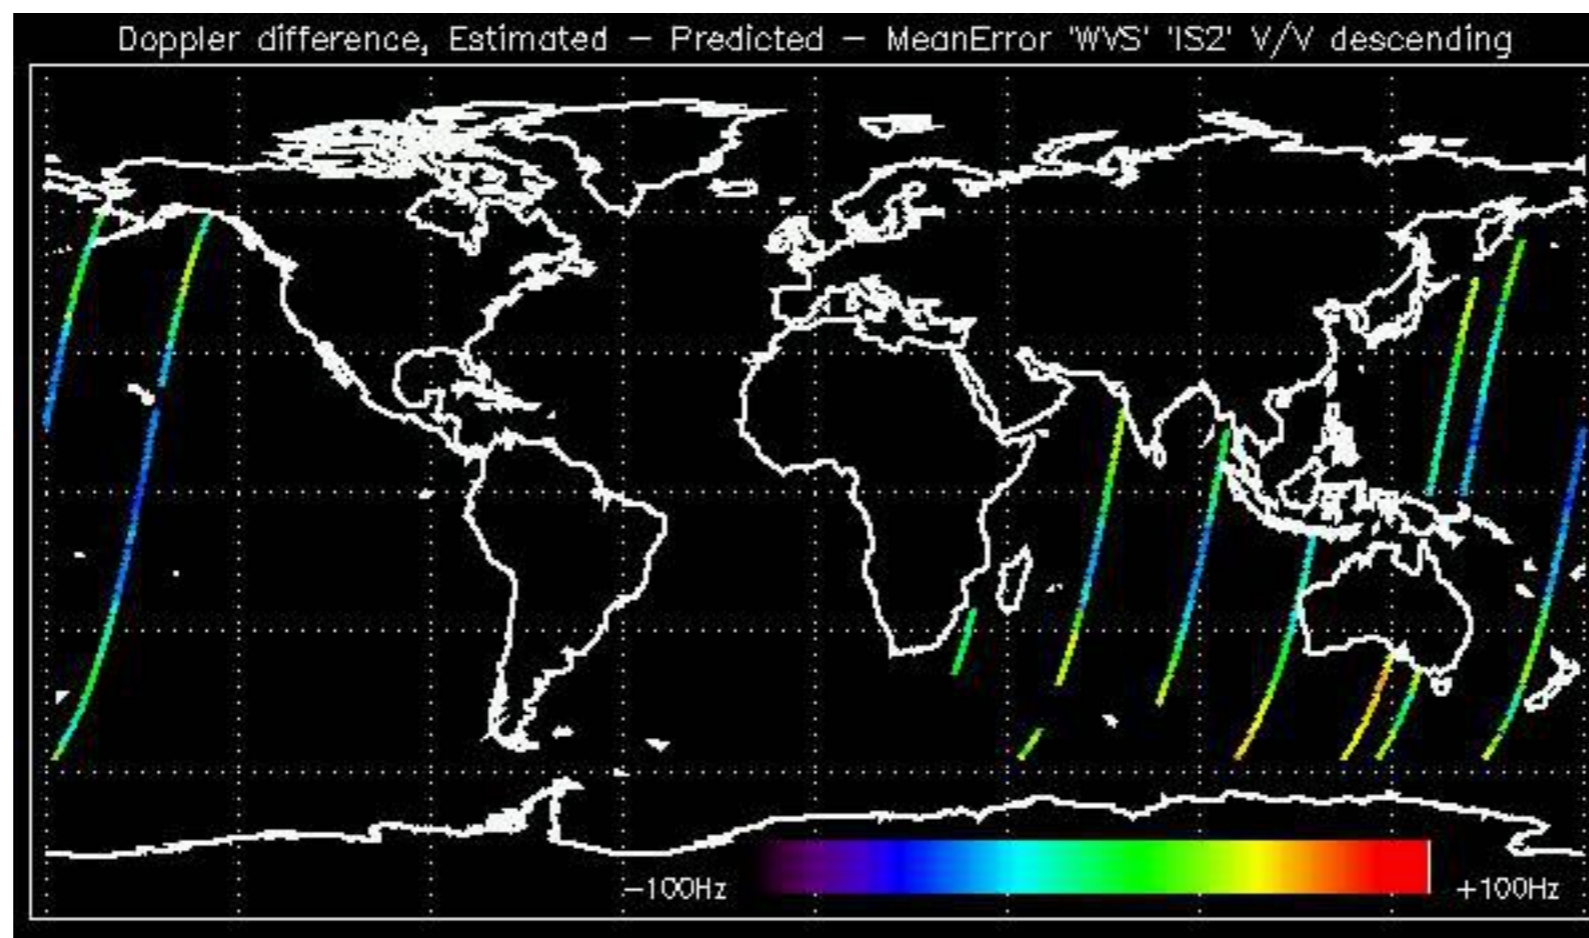 Doppler difference, Estimated − Predicted − MeanError 'WVS' 'IS2' V/V descending
−100Hz
+100Hz